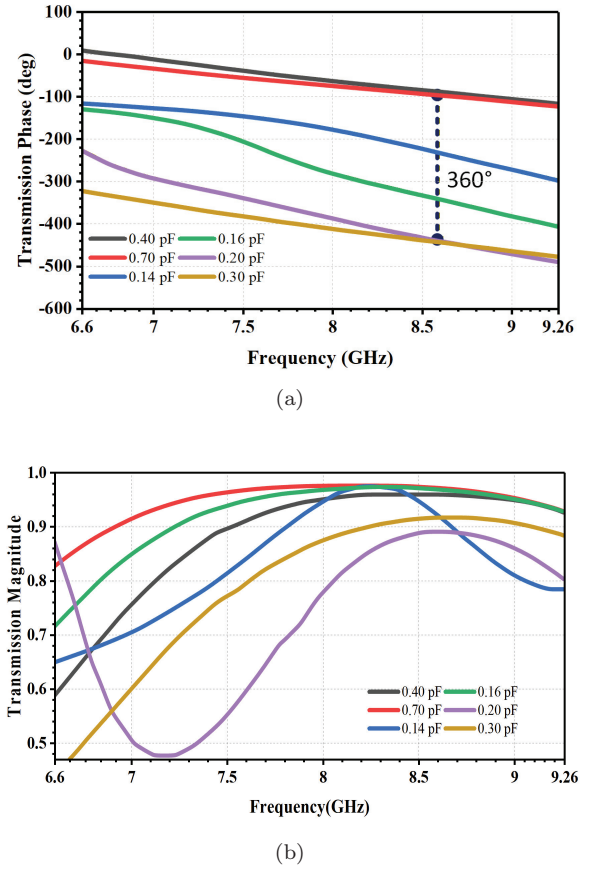 100
0
-100
-200
-300
-400
-500
-600
Transmission Phase (deg)
360°
0.40 pF 0.16 pF
0.70 pF 0.20 pF
0.14 pF 0.30 pF
6.6 7 7.5 8 8.5 9 9.26
Frequency (GHz)
(a)
1.0
0.9
0.8
0.7
0.6
0.5
Transmission Magnitude
0.40 pF 0.16 pF
0.70 pF 0.20 pF
0.14 pF 0.30 pF
6.6 7 7.5 8 8.5 9 9.26
Frequency(GHz)
(b)